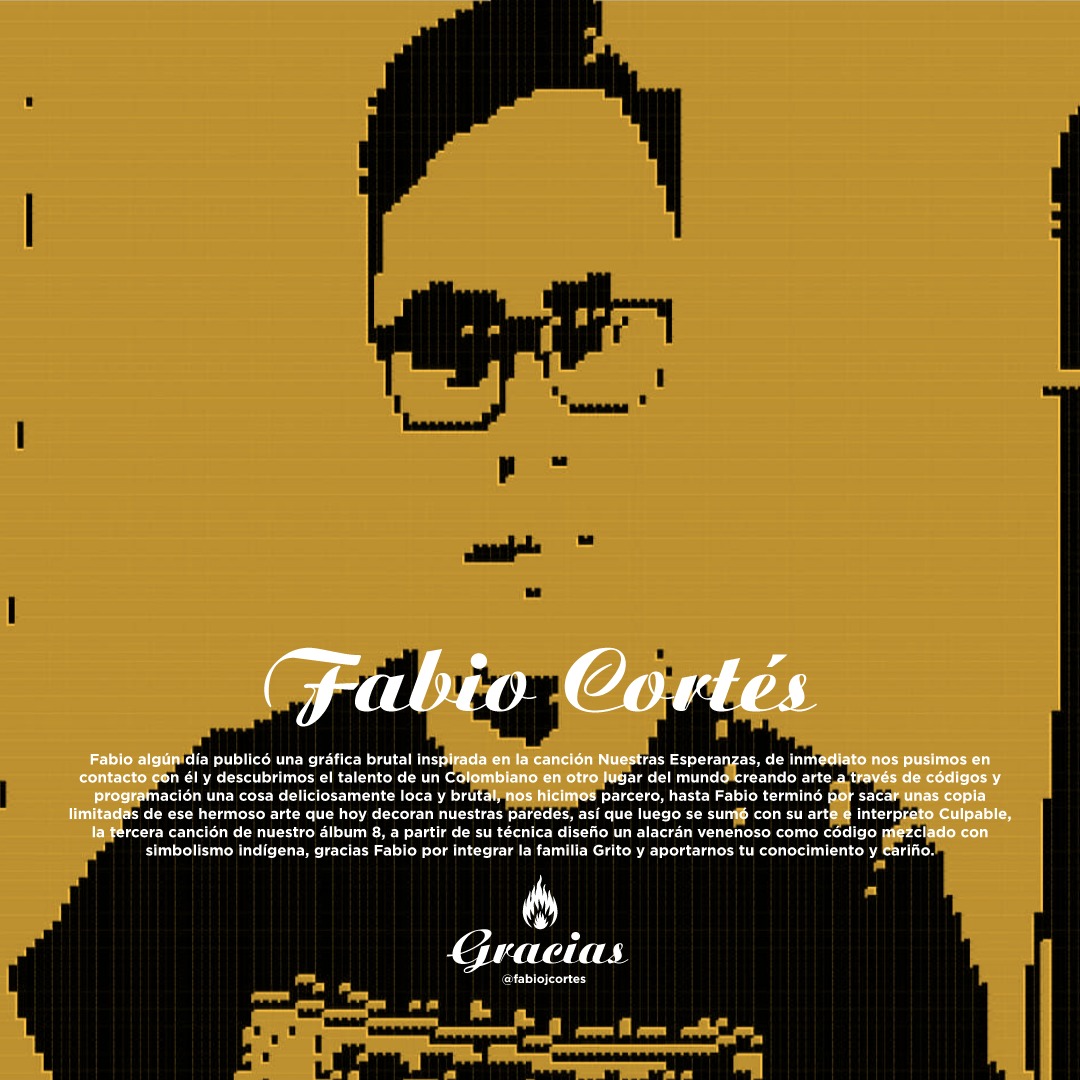 Fabio Cortés
Fabio algún día publicó una gráfica brutal inspirada en la canción Nuestras Esperanzas, de inmediato nos pusimos en
contacto con él y descubrimos el talento de un Colombiano en otro lugar del mundo creando arte a través de códigos y
programación una cosa deliciosamente loca y brutal, nos hicimos parcero, hasta Fabio terminó por sacar unas copia
limitadas de ese hermoso arte que hoy decoran nuestras paredes, así que luego se sumó con su arte e interpreto Culpable,
la tercera canción de nuestro álbum 8, a partir de su técnica diseño un alacrán venenoso como código mezclado con
simbolismo indígena, gracias Fabio por integrar la familia Grito y aportarnos tu conocimiento y cariño.
Gracias
@fabiojcortes